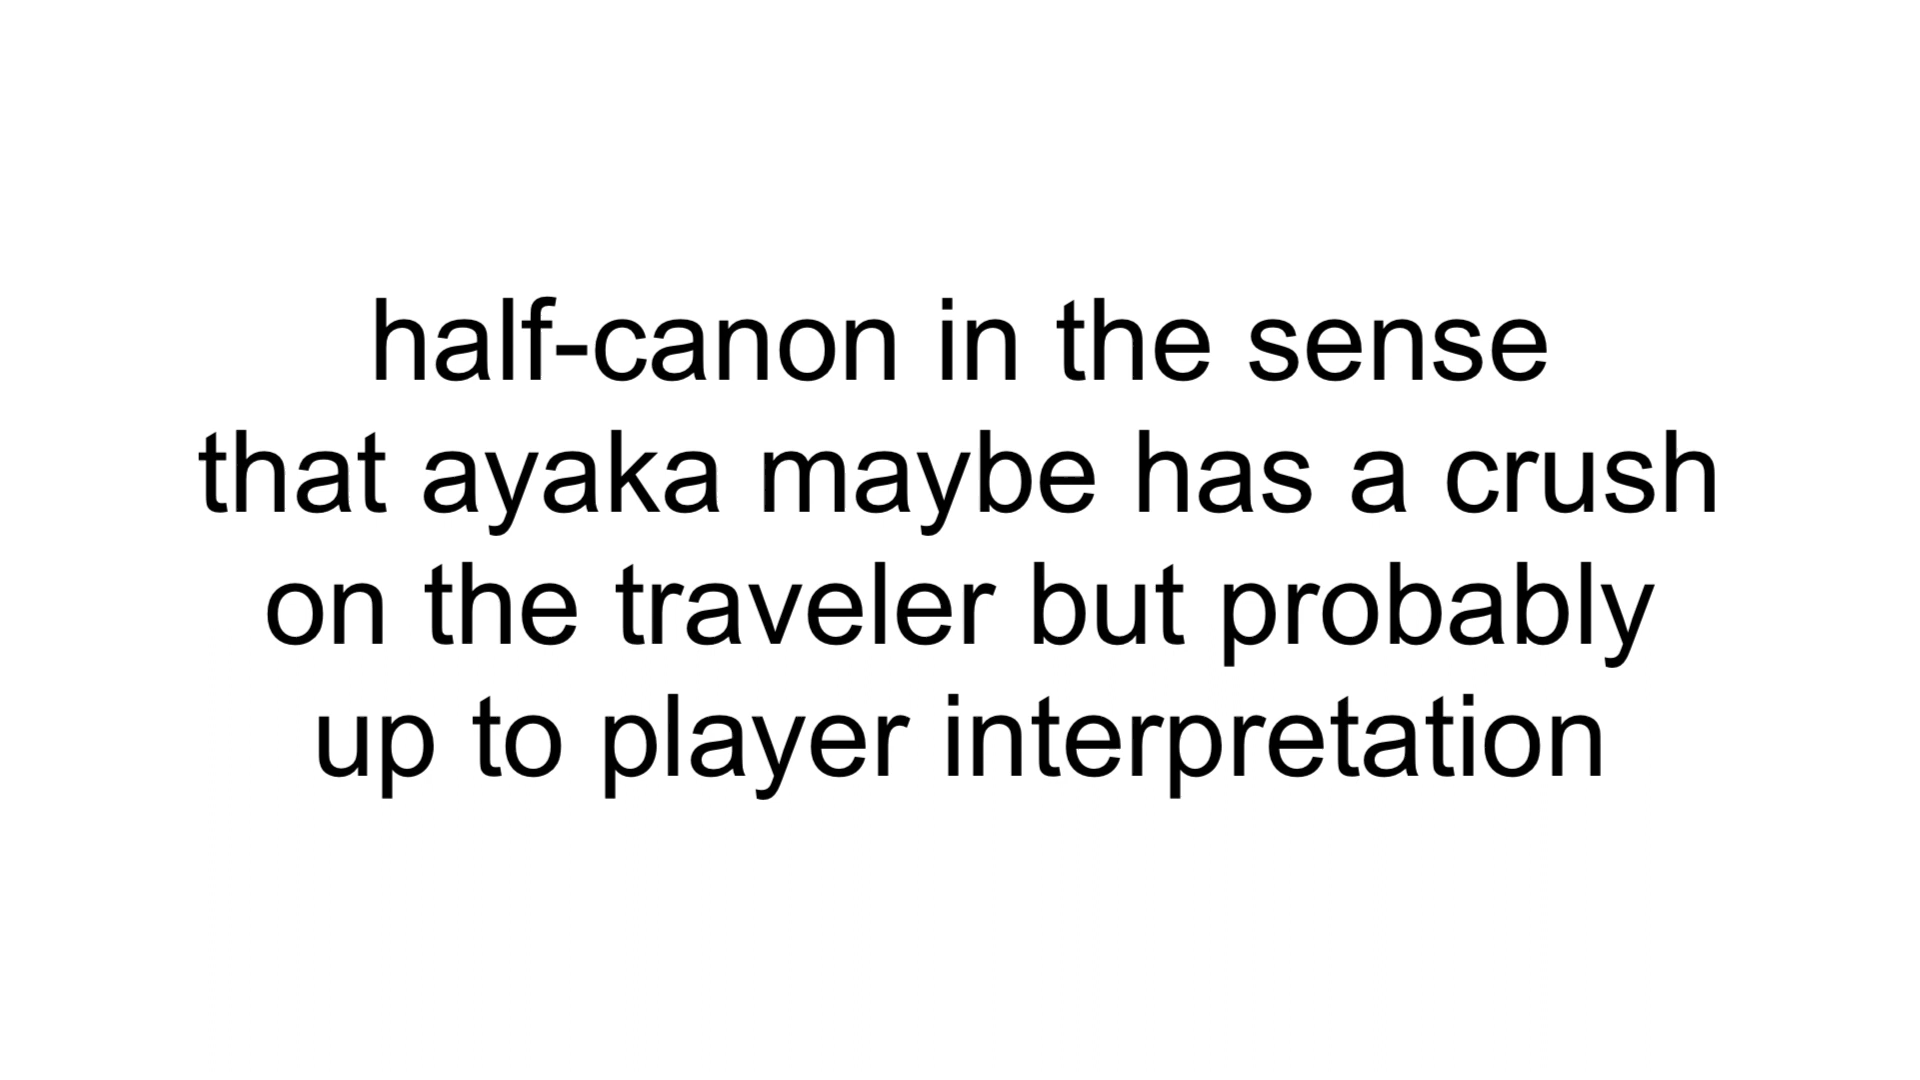 half-canon in the sense
that ayaka maybe has a crush
on the traveler but probably
up to player interpretation